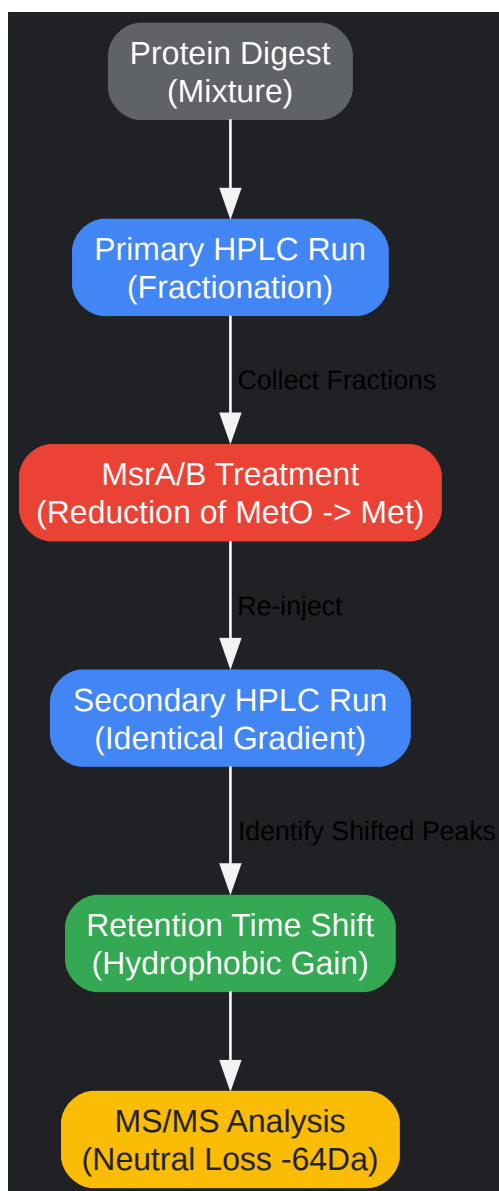 Protein Digest
(Mixture)
Primary HPLC Run
(Fractionation)
Collect Fractions
MsrA/B Treatment
(Reduction of MetO -> Met)
Re-inject
Secondary HPLC Run
(Identical Gradient)
Identify Shifted Peaks
Retention Time Shift
(Hydrophobic Gain)
MS/MS Analysis
(Neutral Loss -64Da)